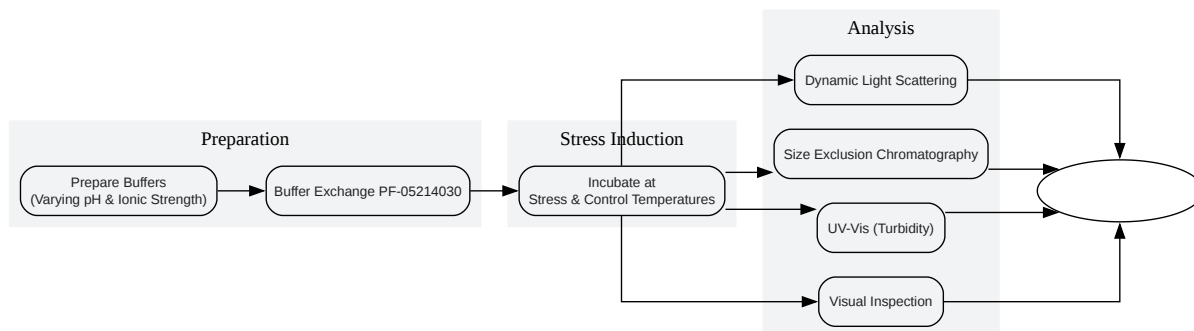 Preparation
Prepare Buffers
(Varying pH & Ionic Strength)
Buffer Exchange PF-05214030
Stress Induction
Incubate at
Stress & Control Temperatures
Analysis
Dynamic Light Scattering
Size Exclusion Chromatography
UV-Vis (Turbidity)
Visual Inspection